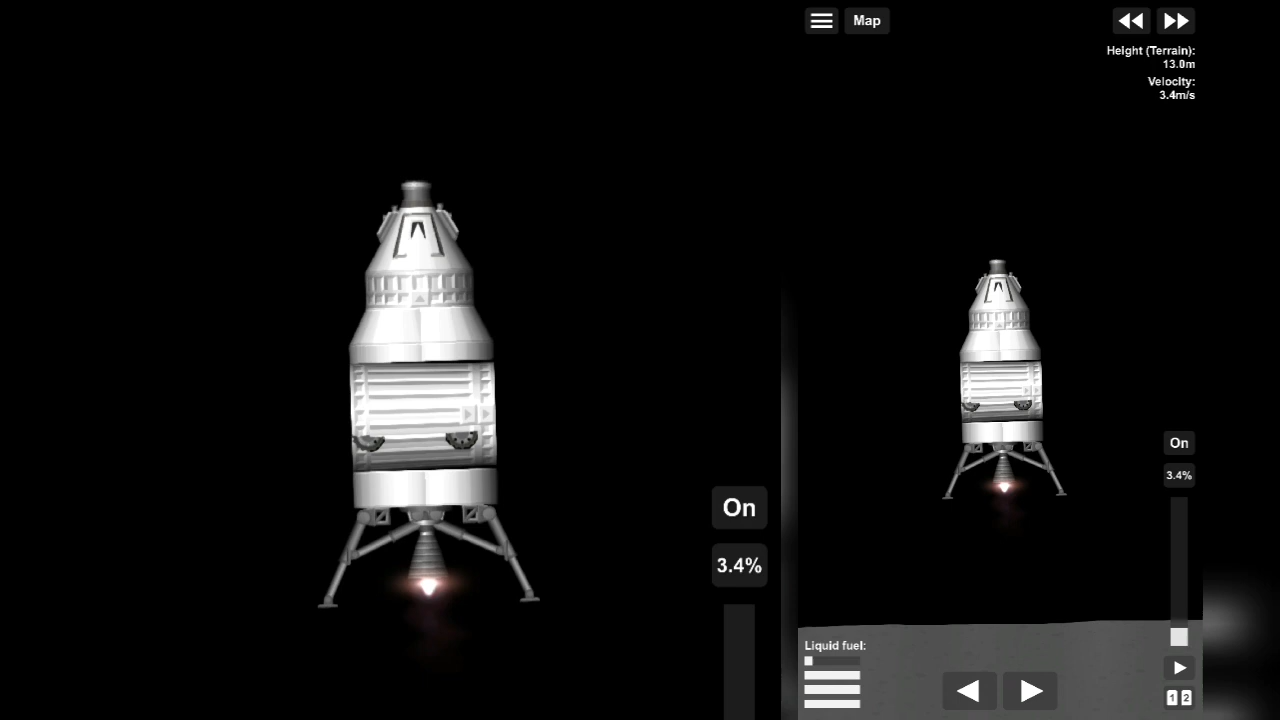 On
3.4%
Map
Height (Terrain):
13.0m
Velocity:
3.4m/s
On
3.4%
Liquid fuel:
1 2